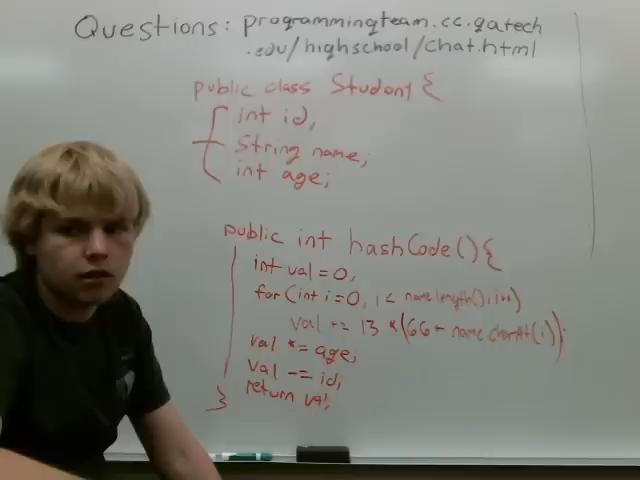 Questions: programmingteam.cc.gatech
.edu/highschool/chat.html
public class Student {
int id;
String name;
int age;
public int hashCode(){
int val = 0;
for (int i=0; i < name.length(); i++)
val += 13 * (66 - name.charAt(i));
val *= age;
val -= id;
return val;
}